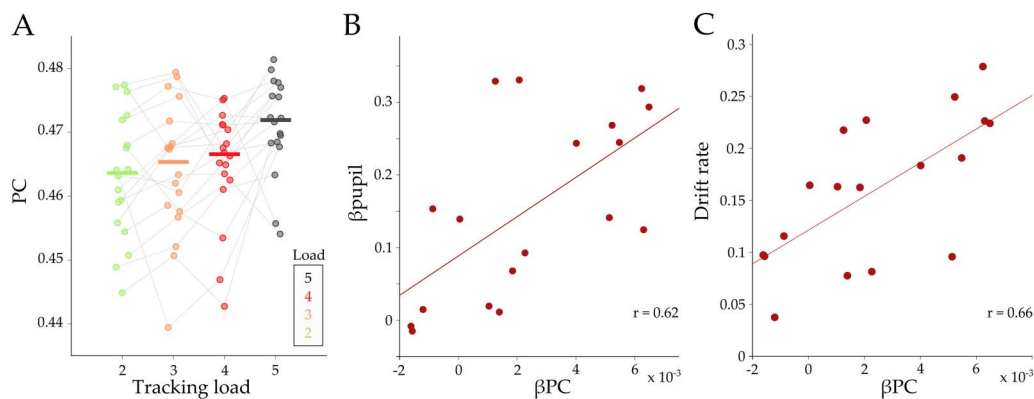 A
PC
0.48
0.47
0.46
0.45
0.44
2 3 4 5
Tracking load
Load
5
4
3
2
B
βpupil
0.3
0.2
0.1
0
-2 0 2 4 6
x 10⁻³
βPC
r = 0.62
C
Drift rate
0.3
0.25
0.2
0.15
0.1
0.05
0
-2 0 2 4 6
x 10⁻³
βPC
r = 0.66